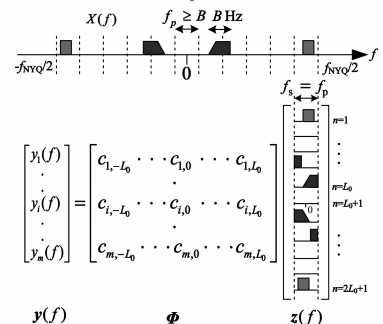 X(f) f_p ≥ B B Hz
f
-f_NYQ/2 0 f_NYQ/2
f_s = f_p
n=1
n=L_0
0
n=L_0+1
n=2L_0+1
y_1(f) c_{1,-L_0} · · · c_{1,0} · · · c_{1,L_0}
y_i(f) = c_{i,-L_0} · · · c_{i,0} · · · c_{i,L_0}
y_m(f) c_{m,-L_0} · · · c_{m,0} · · · c_{m,L_0}
y(f) Φ z(f)